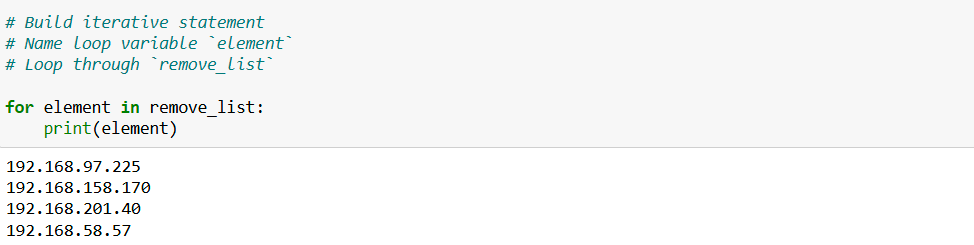 # Build iterative statement
# Name loop variable `element`
# Loop through `remove_list`
for element in remove_list:
    print(element)
192.168.97.225
192.168.158.170
192.168.201.40
192.168.58.57